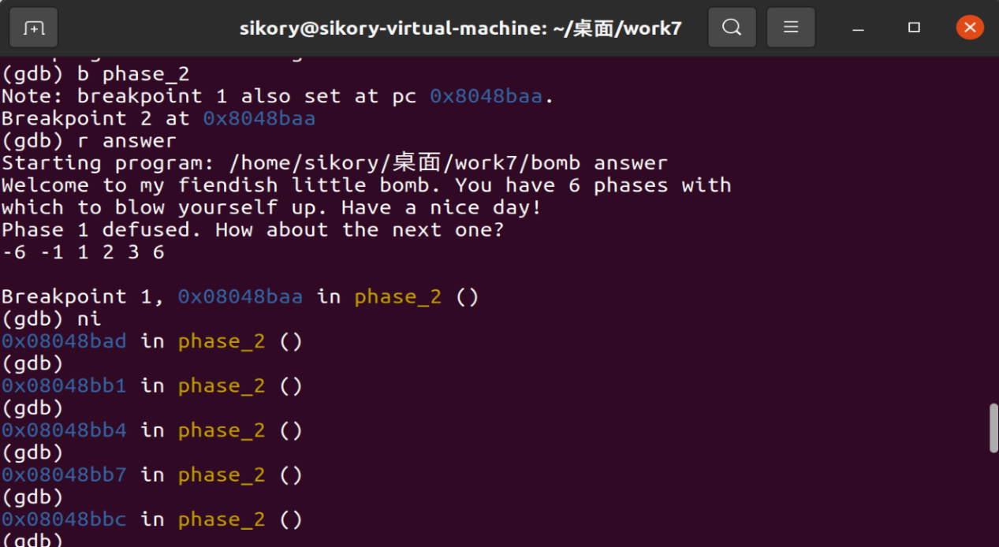 sikory@sikory-virtual-machine: ~/桌面/work7
(gdb) b phase_2
Note: breakpoint 1 also set at pc 0x8048baa.
Breakpoint 2 at 0x8048baa
(gdb) r answer
Starting program: /home/sikory/桌面/work7/bomb answer
Welcome to my fiendish little bomb. You have 6 phases with
which to blow yourself up. Have a nice day!
Phase 1 defused. How about the next one?
-6 -1 1 2 3 6
Breakpoint 1, 0x08048baa in phase_2 ()
(gdb) ni
0x08048bad in phase_2 ()
(gdb)
0x08048bb1 in phase_2 ()
(gdb)
0x08048bb4 in phase_2 ()
(gdb)
0x08048bb7 in phase_2 ()
(gdb)
0x08048bbc in phase_2 ()
(gdb)